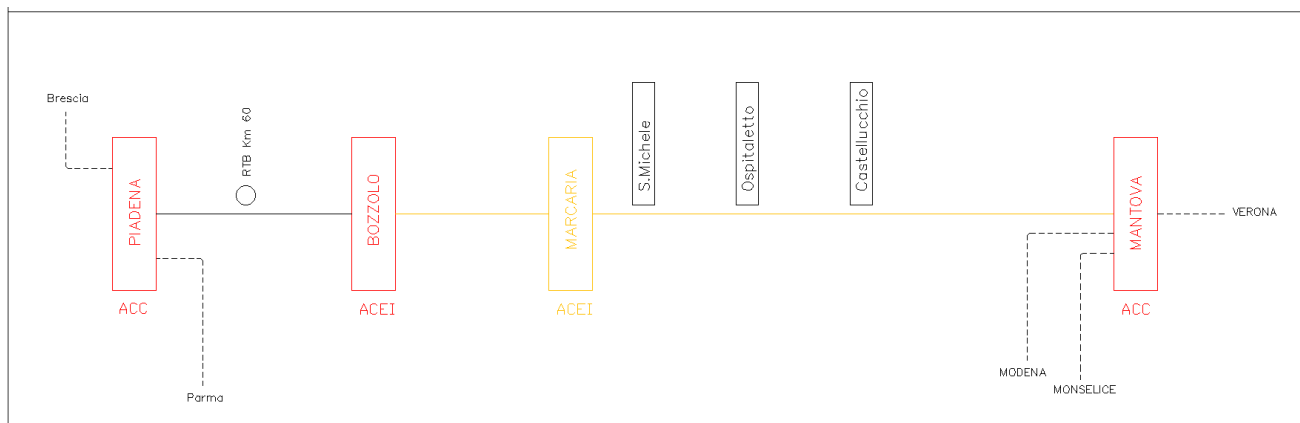 Brescia
PIADENA
ACC
Parma
RTB Km 60
BOZZOLO
ACEI
MARCARIA
ACEI
S.Michele
Ospitaletto
Castellucchio
MANTOVA
ACC
VERONA
MODENA
MONSELICE